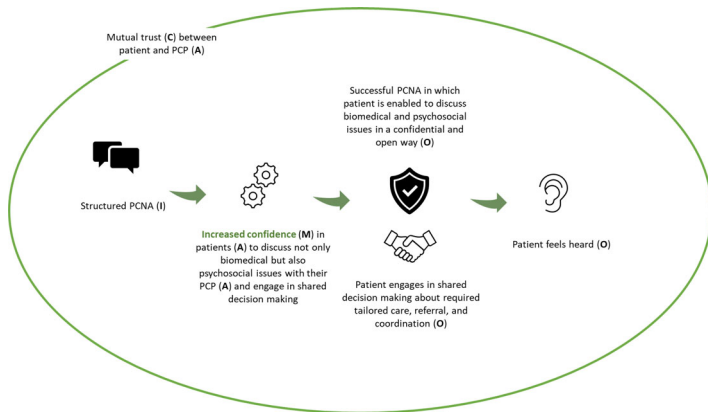 Mutual trust (C) between
patient and PCP (A)
Structured PCNA (I)
Increased confidence (M) in
patients (A) to discuss not only
biomedical but also
psychosocial issues with their
PCP (A) and engage in shared
decision making
Successful PCNA in which
patient is enabled to discuss
biomedical and psychosocial
issues in a confidential and
open way (O)
Patient engages in shared
decision making about required
tailored care, referral, and
coordination (O)
Patient feels heard (O)